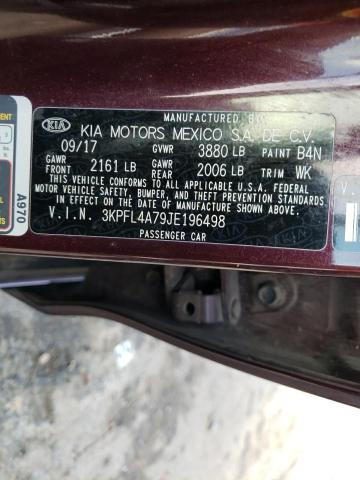 MANUFACTURED BY
KIA KIA MOTORS MEXICO S.A. DE C.V.
09/17 GVWR 3880 LB PAINT B4N
GAWR FRONT 2161 LB GAWR REAR 2006 LB TRIM WK
THIS VEHICLE CONFORMS TO ALL APPLICABLE U.S.A. FEDERAL
MOTOR VEHICLE SAFETY, BUMPER, AND THEFT PREVENTION
STANDARDS IN EFFECT ON THE DATE OF MANUFACTURE SHOWN ABOVE.
V.I.N. 3KPFL4A79JE196498
PASSENGER CAR
A970
V